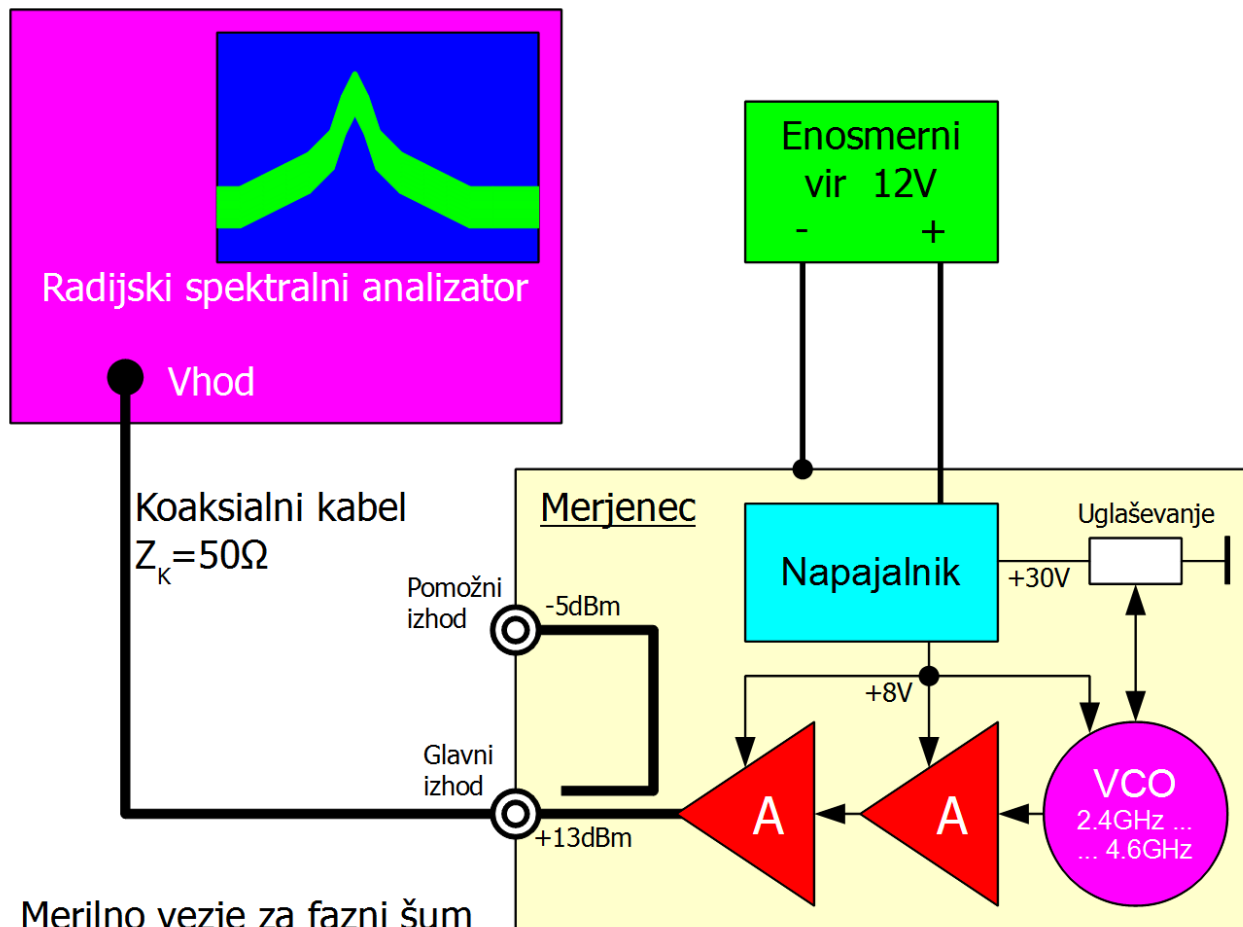 Radijski spektralni analizator
Vhod
Enosmerni
vir 12V
- +
Koaksialni kabel
Z_K=50Ω
Merjenec
Napajalnik
Uglaševanje
+30V
+8V
Pomožni
izhod
-5dBm
Glavni
izhod
+13dBm
A
A
VCO
2.4GHz ...
... 4.6GHz
Merilno vezje za fazni šum